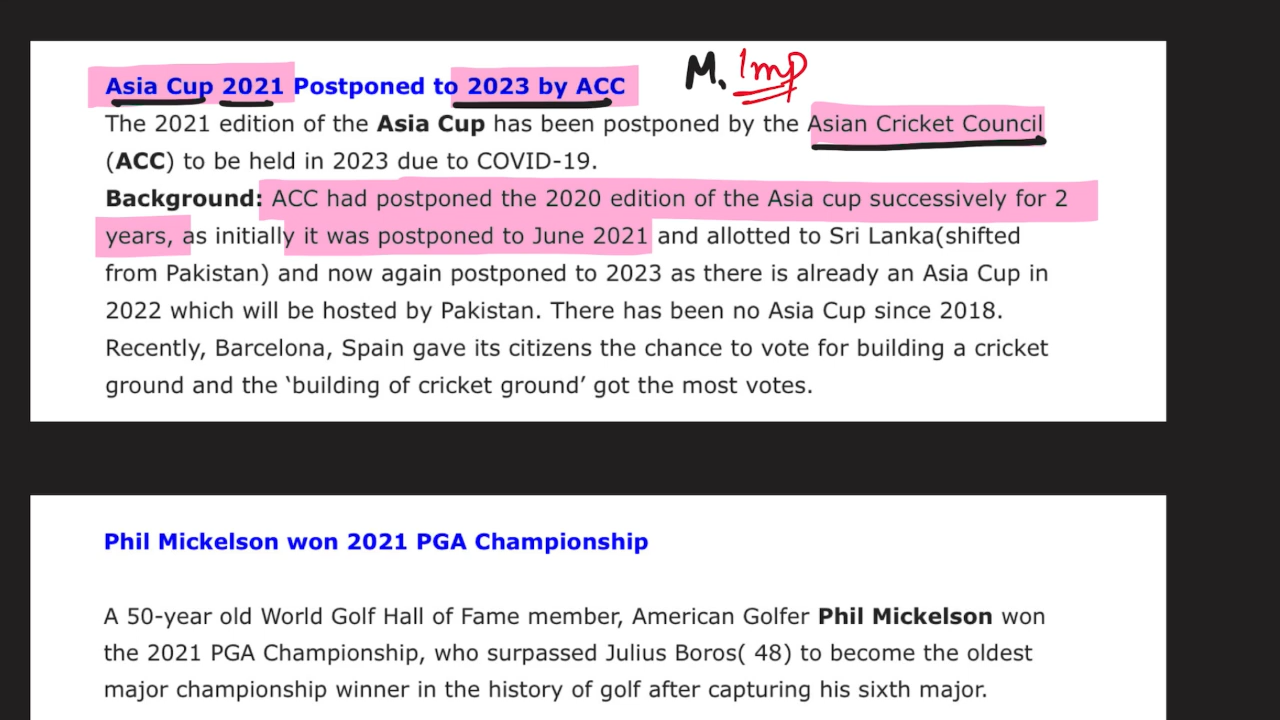 Asia Cup 2021 Postponed to 2023 by ACC M. Imp
The 2021 edition of the Asia Cup has been postponed by the Asian Cricket Council
(ACC) to be held in 2023 due to COVID-19.
Background: ACC had postponed the 2020 edition of the Asia cup successively for 2
years, as initially it was postponed to June 2021 and allotted to Sri Lanka(shifted
from Pakistan) and now again postponed to 2023 as there is already an Asia Cup in
2022 which will be hosted by Pakistan. There has been no Asia Cup since 2018.
Recently, Barcelona, Spain gave its citizens the chance to vote for building a cricket
ground and the ‘building of cricket ground’ got the most votes.
Phil Mickelson won 2021 PGA Championship
A 50-year old World Golf Hall of Fame member, American Golfer Phil Mickelson won
the 2021 PGA Championship, who surpassed Julius Boros( 48) to become the oldest
major championship winner in the history of golf after capturing his sixth major.